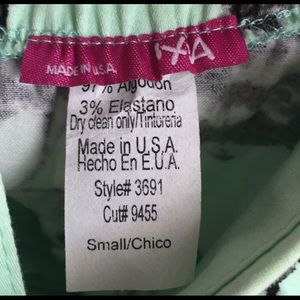 MADE IN U.S.A. IXIA
97% Algodon
3% Elastano
Dry clean only/Tintoreria
Made in U.S.A.
Hecho En E.U.A.
Style# 3691
Cut# 9455
Small/Chico